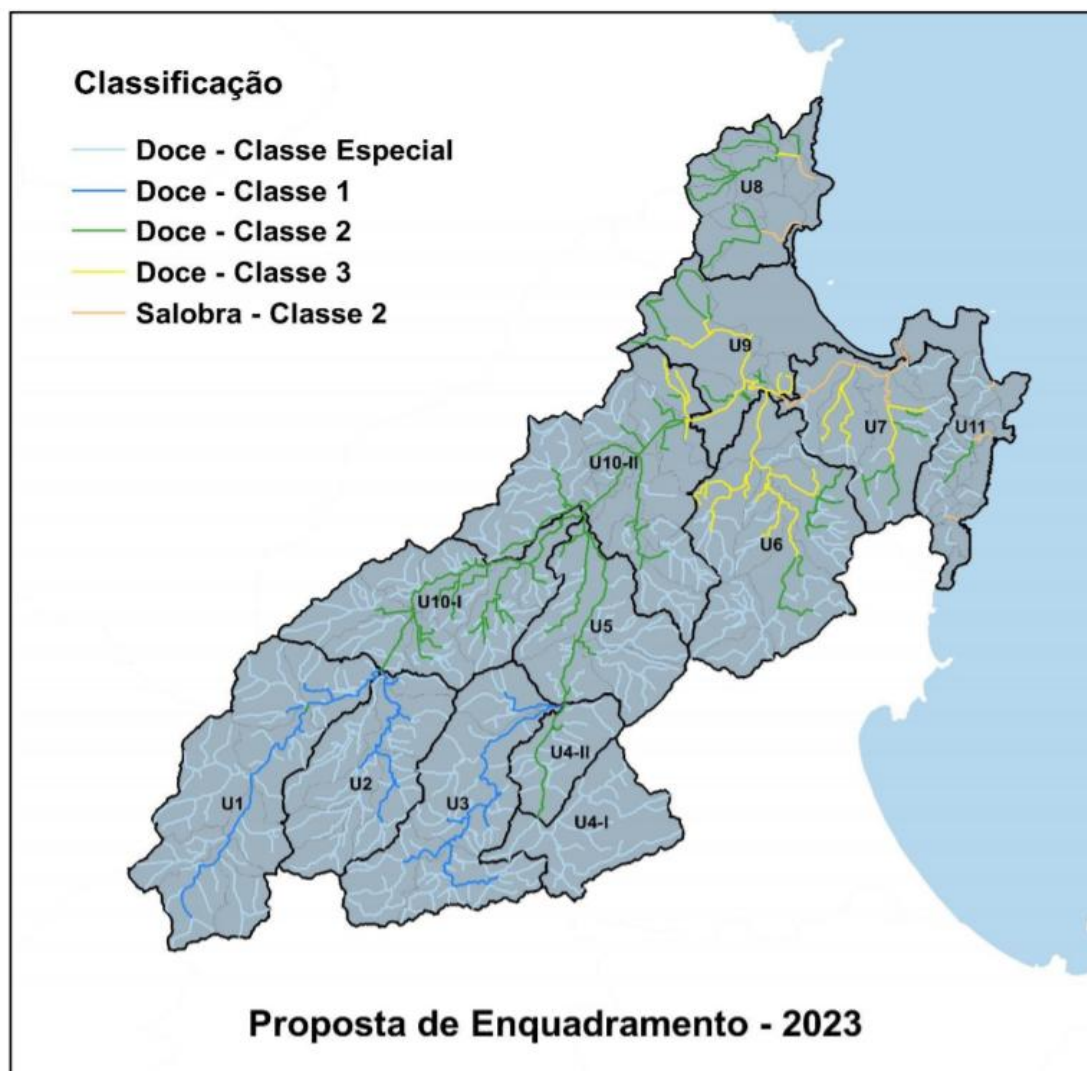 Classificação
Doce - Classe Especial
Doce - Classe 1
Doce - Classe 2
Doce - Classe 3
Salobra - Classe 2
U8
U9
U7
U11
U10-II
U6
U10-I
U5
U4-II
U2
U1
U3
U4-I
Proposta de Enquadramento - 2023